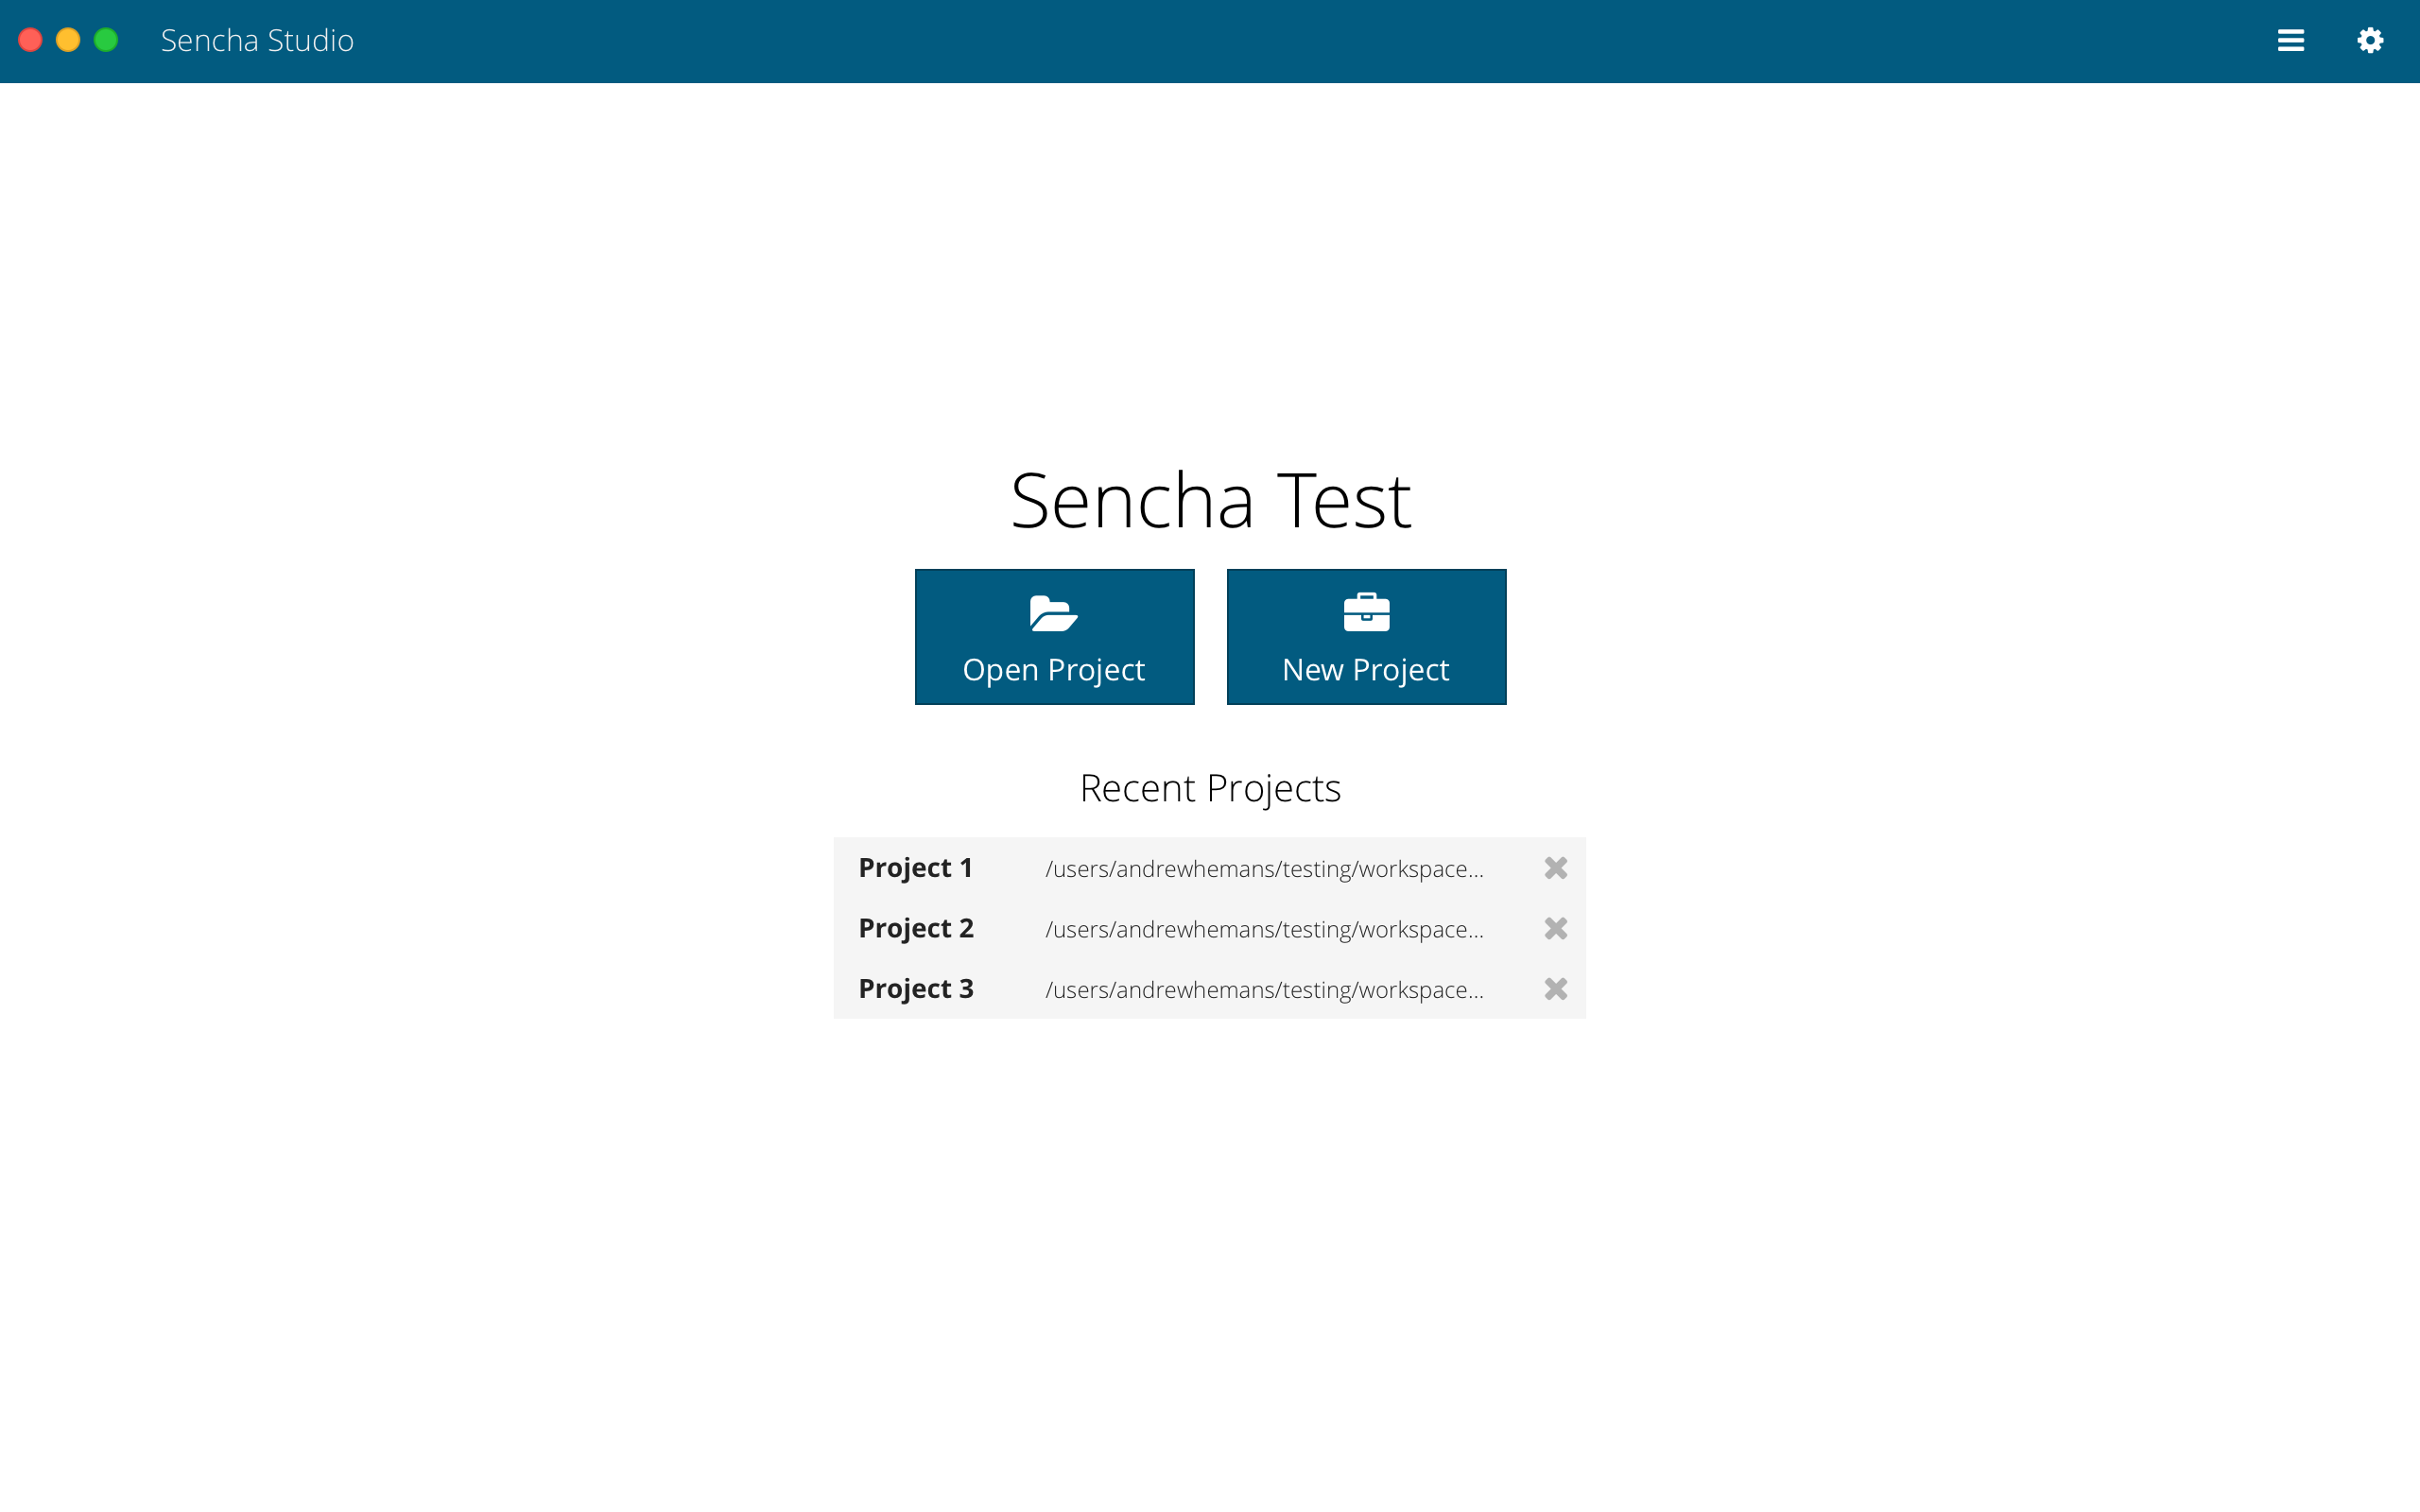 Sencha Studio
Sencha Test
Open Project
New Project
Recent Projects
Project 1 /users/andrewhemans/testing/workspace...
Project 2 /users/andrewhemans/testing/workspace...
Project 3 /users/andrewhemans/testing/workspace...